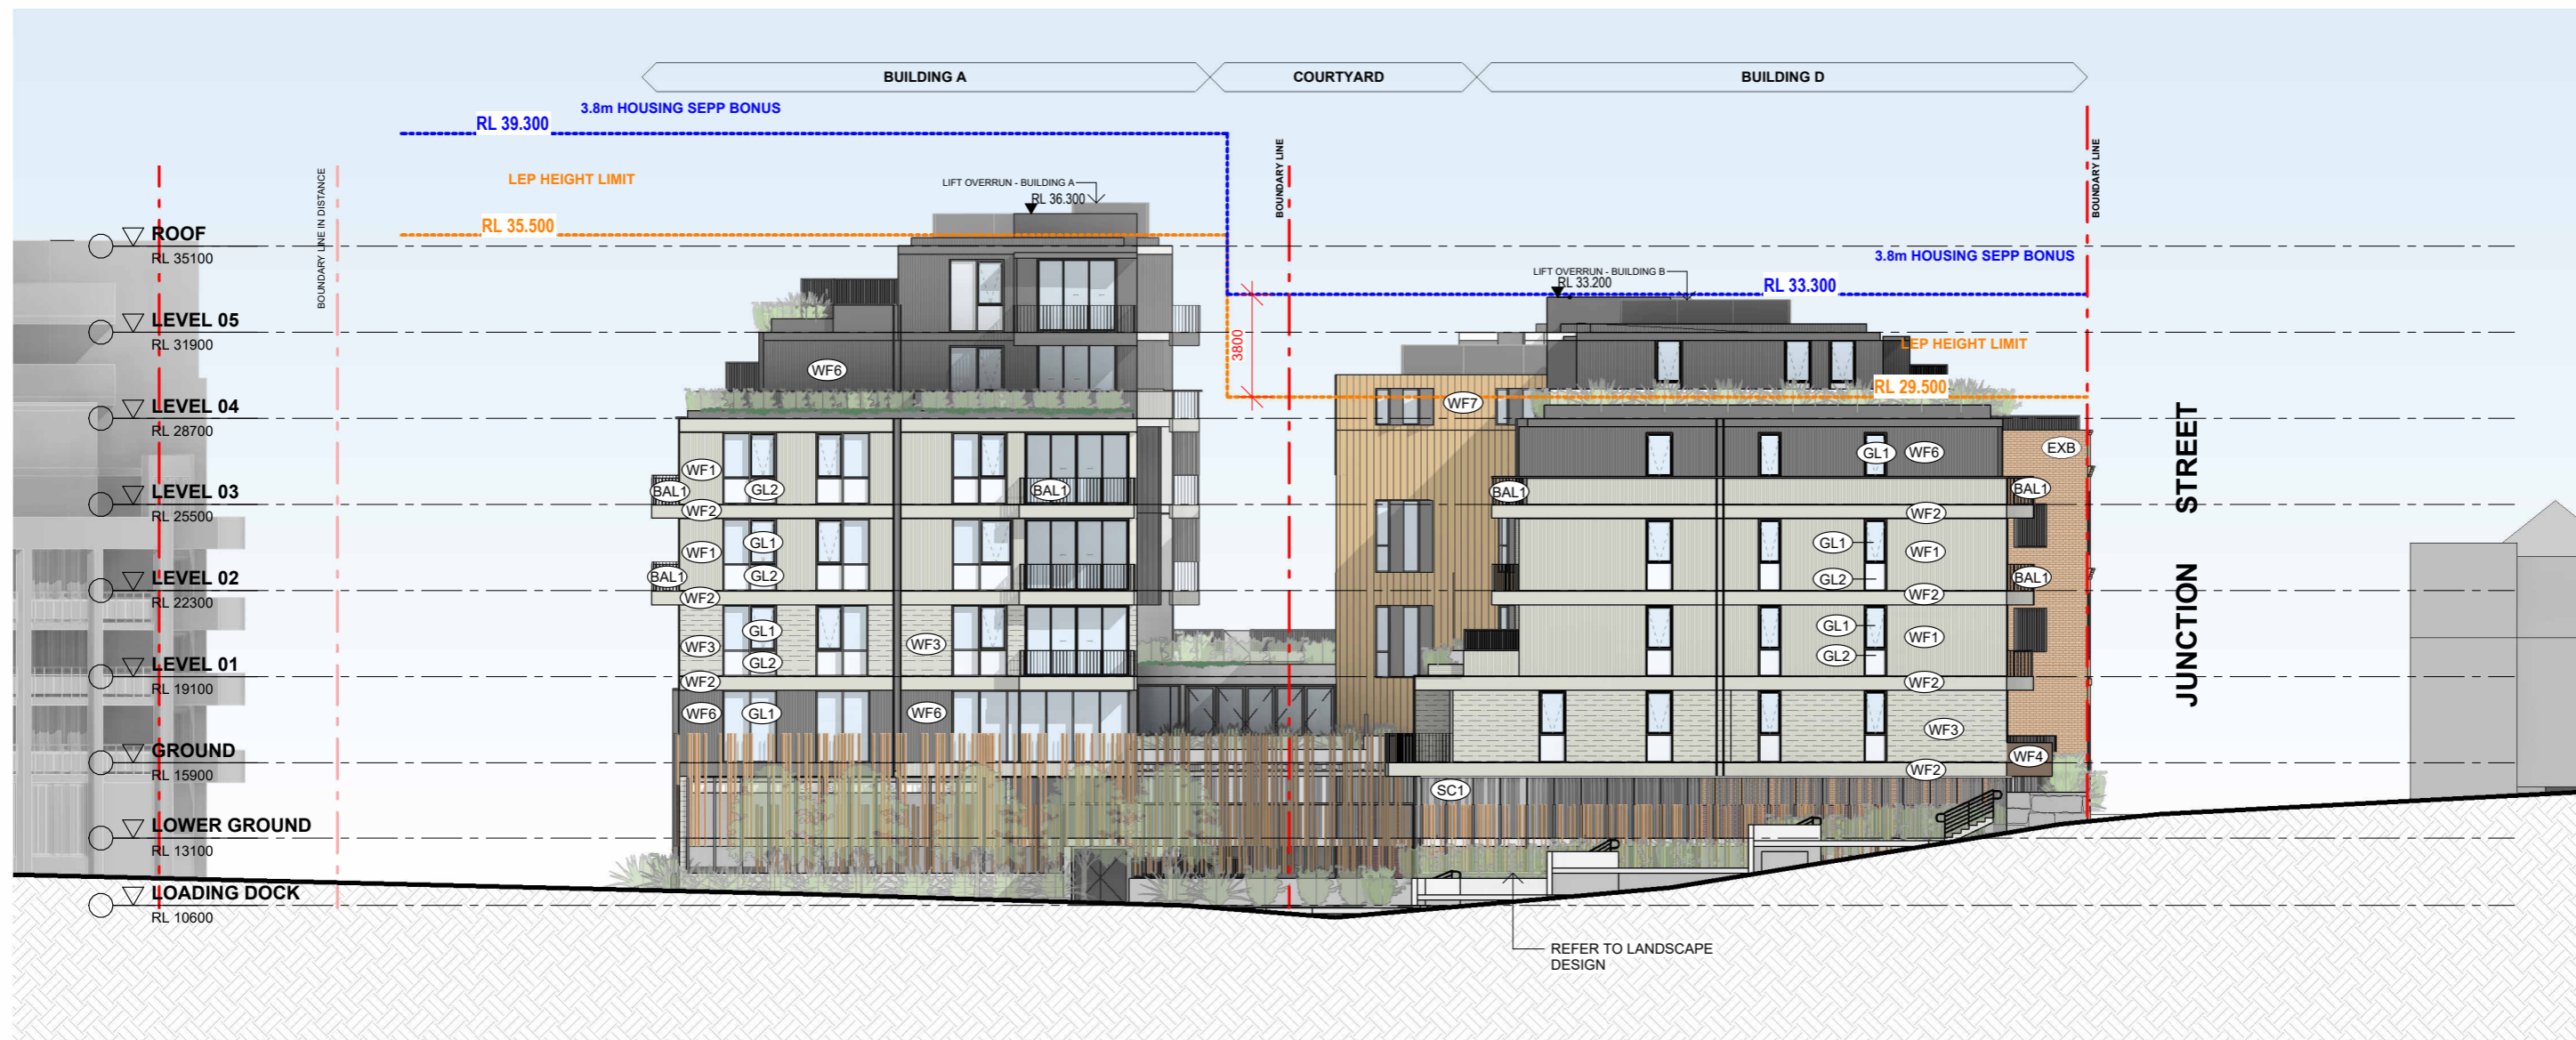 BUILDING A
COURTYARD
BUILDING D
3.8m HOUSING SEPP BONUS
RL 39.300
LEP HEIGHT LIMIT
RL 35.500
BOUNDARY LINE IN DISTANCE
LIFT OVERRUN - BUILDING A
RL 36.300
BOUNDARY LINE
BOUNDARY LINE
3.8m HOUSING SEPP BONUS
LIFT OVERRUN - BUILDING B
RL 33.200
RL 33.300
3800
LEP HEIGHT LIMIT
RL 29.500
ROOF
RL 35100
LEVEL 05
RL 31900
LEVEL 04
RL 28700
LEVEL 03
RL 25500
LEVEL 02
RL 22300
LEVEL 01
RL 19100
GROUND
RL 15900
LOWER GROUND
RL 13100
LOADING DOCK
RL 10600
WF6
WF1
BAL1
GL2
BAL1
WF2
GL1
WF1
BAL1
GL2
WF2
GL1
WF3
WF3
GL2
WF2
WF6
GL1
WF6
WF7
GL1
WF6
EXB
BAL1
BAL1
WF2
GL1
WF1
GL2
BAL1
WF2
GL1
WF1
GL2
WF2
WF3
WF4
WF2
SC1
JUNCTION STREET
REFER TO LANDSCAPE
DESIGN